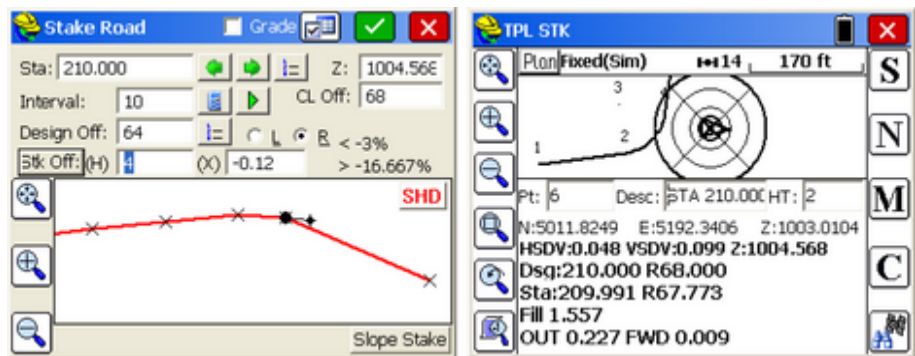 Stake Road
Grade
Sta: 210.000
Z: 1004.568
Interval: 10
CL Off: 68
Design Off: 64
L R < -3%
Stk Off: (H) 4 (X) -0.12 > -16.667%
SHD
Slope Stake
TPL STK
Plan Fixed(Sim) 14 170 ft
S
3
4
N
1
2
Pt: 6 Desc: STA 210.00( HT: 2
M
N:5011.8249 E:5192.3406 Z:1003.0104
HSDV:0.048 VSDV:0.099 Z:1004.568
Dsg:210.000 R68.000
C
Sta:209.991 R67.773
Fill 1.557
OUT 0.227 FWD 0.009